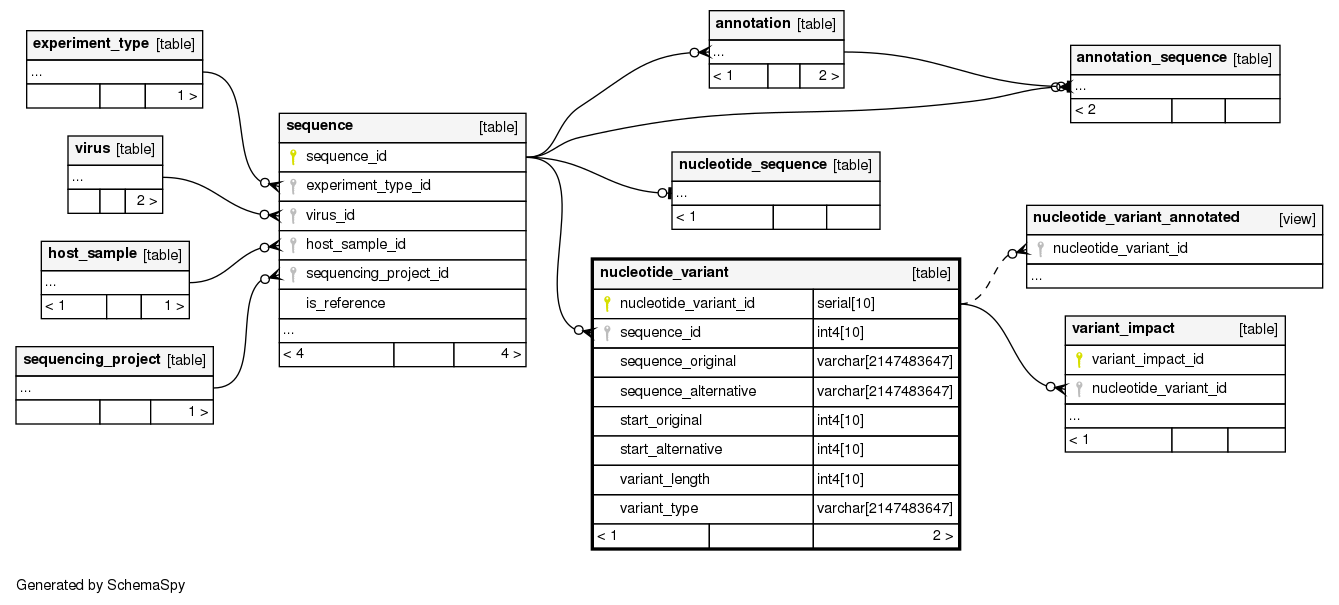 experiment_type [table]
...
1 >
virus [table]
...
2 >
host_sample [table]
...
< 1 1 >
sequencing_project [table]
...
1 >
sequence [table]
sequence_id
experiment_type_id
virus_id
host_sample_id
sequencing_project_id
is_reference
...
< 4 4 >
annotation [table]
...
< 1 2 >
annotation_sequence [table]
...
< 2
nucleotide_sequence [table]
...
< 1
nucleotide_variant [table]
nucleotide_variant_id serial[10]
sequence_id int4[10]
sequence_original varchar[2147483647]
sequence_alternative varchar[2147483647]
start_original int4[10]
start_alternative int4[10]
variant_length int4[10]
variant_type varchar[2147483647]
< 1 2 >
nucleotide_variant_annotated [view]
nucleotide_variant_id
...
variant_impact [table]
variant_impact_id
nucleotide_variant_id
...
< 1
Generated by SchemaSpy